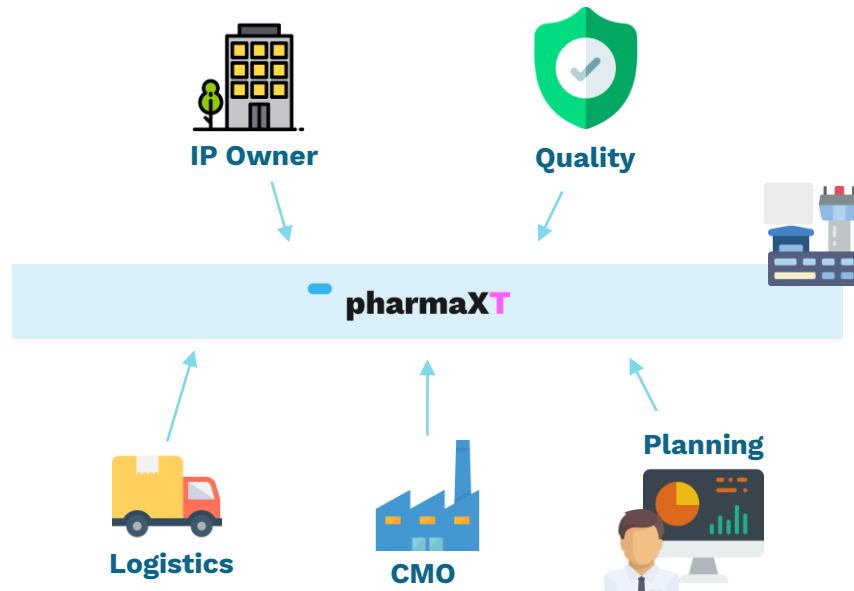 IP Owner
Quality
pharmaXT
Planning
Logistics
CMO